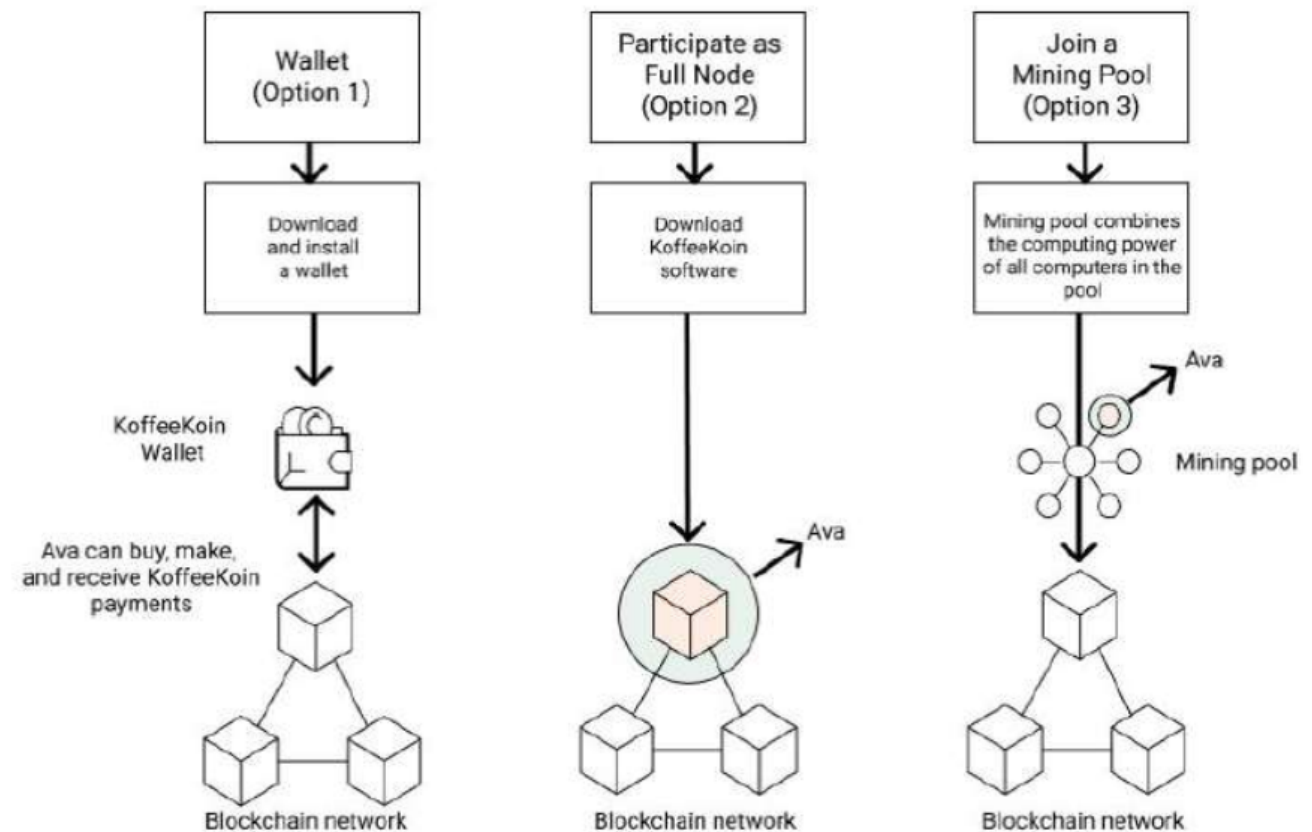 Wallet
(Option 1)
Download
and install
a wallet
KoffeeKoin
Wallet
Ava can buy, make,
and receive KoffeeKoin
payments
Blockchain network
Participate as
Full Node
(Option 2)
Download
KoffeeKoin
software
Ava
Blockchain network
Join a
Mining Pool
(Option 3)
Mining pool combines
the computing power
of all computers in the
pool
Ava
Mining pool
Blockchain network